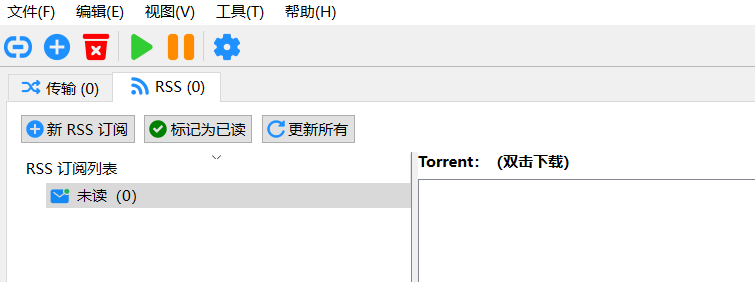 文件(F) 编辑(E) 视图(V) 工具(T) 帮助(H)
传输 (0) RSS (0)
新 RSS 订阅 标记为已读 更新所有
RSS 订阅列表 Torrent： (双击下载)
未读 (0)